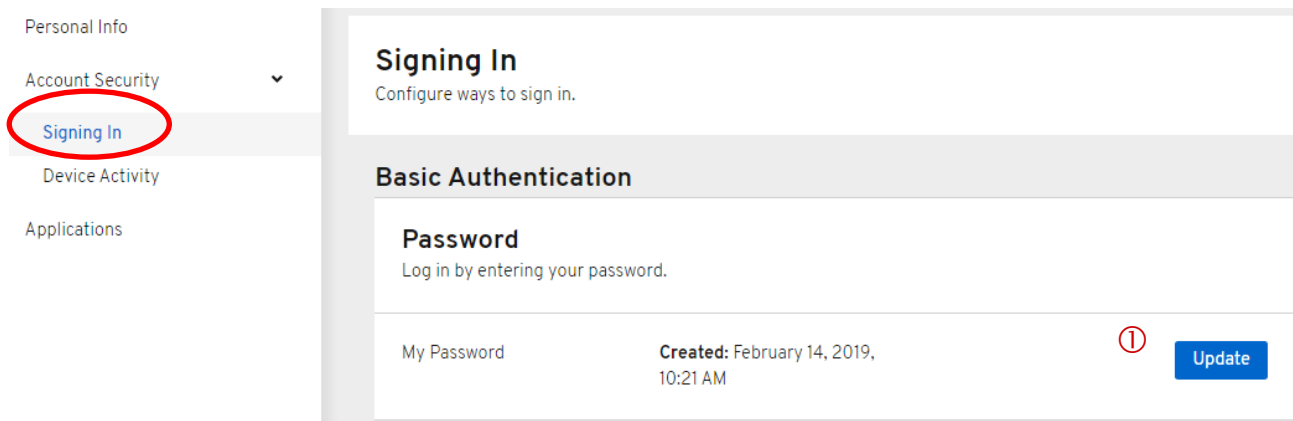 Personal Info
Account Security
Signing In
Device Activity
Applications
Signing In
Configure ways to sign in.
Basic Authentication
Password
Log in by entering your password.
My Password
Created: February 14, 2019,
10:21 AM
① Update